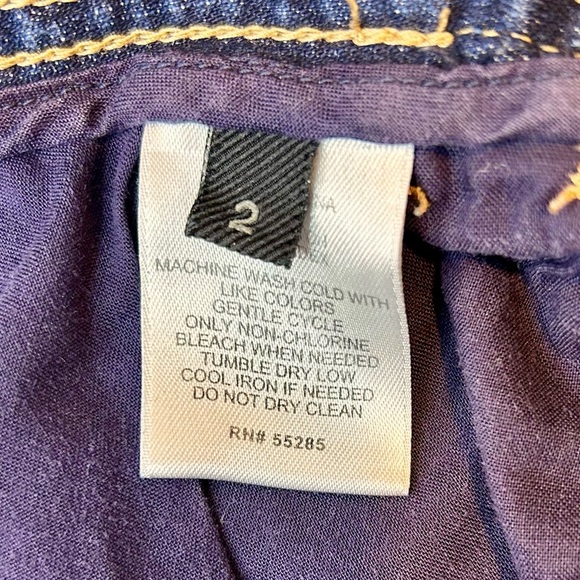 2
MACHINE WASH COLD WITH
LIKE COLORS
GENTLE CYCLE
ONLY NON-CHLORINE
BLEACH WHEN NEEDED
TUMBLE DRY LOW
COOL IRON IF NEEDED
DO NOT DRY CLEAN
RN# 55285